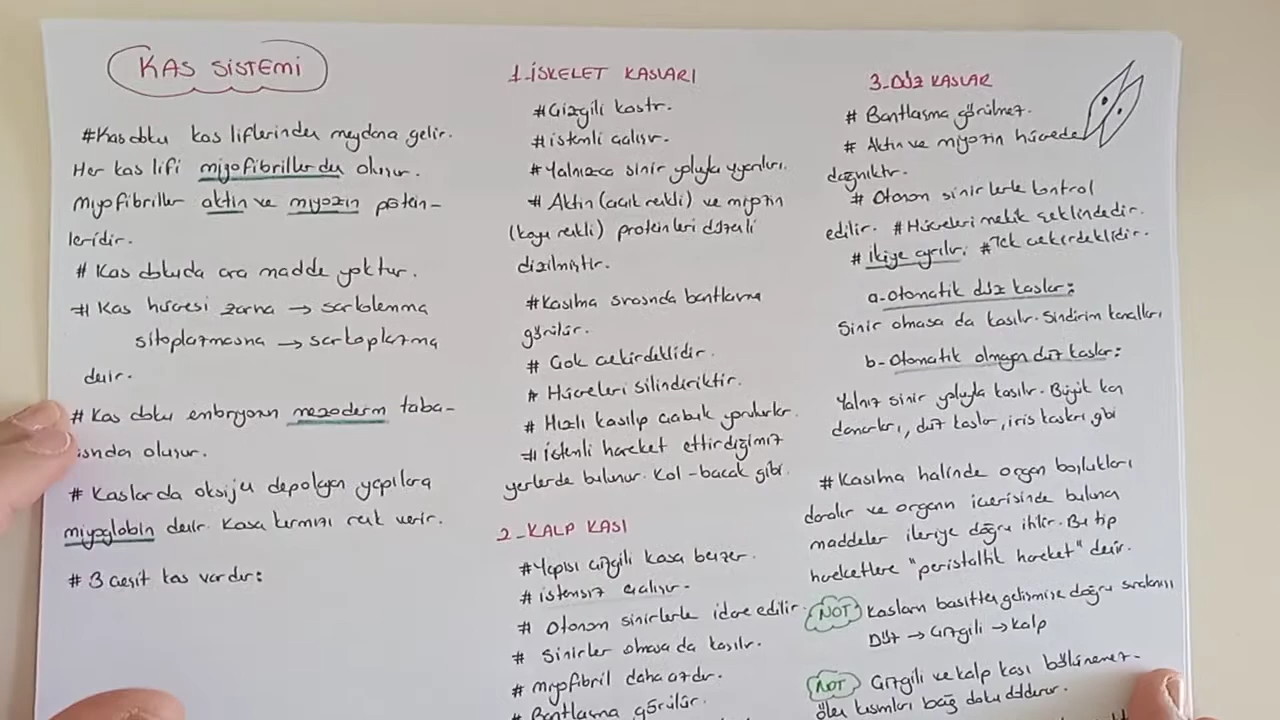 KAS SİSTEMİ
#Kas doku kas liflerinden meydana gelir.
Her kas lifi miyofibrillerden oluşur.
Miyofibriller aktin ve miyozin protein-
leridir.
# Kas dokuda ara madde yoktur.
# Kas hücresi zarına → sarkolemma
sitoplazmasına → sarkoplazma
denir.
# Kas doku embriyonun mezoderm taba-
sında oluşur.
# Kaslarda oksijen depolayan yapılara
miyoglobin denir. Kasa kırmızı renk verir.
# 3 çeşit kas vardır:
1-İSKELET KASLARI
#Çizgili kastır.
#istemli çalışır.
#Yalnızca sinir yoluyla uyarılır.
# Aktin (açık renkli) ve miyozin
(koyu renkli) proteinleri düzenli
dizilmiştir.
#Kasılma sırasında bantlaşma
görülür.
# Çok çekirdeklidir.
# Hücreleri silindiriktir.
# Hızlı kasılıp çabuk yorulurlar.
# İstemli hareket ettirdiğimiz
yerlerde bulunur. Kol-bacak gibi.
2-KALP KASI
#Yapısı çizgili kasa benzer.
# istemsiz çalışır.
# Otonom sinirlerle idare edilir.
# Sinirler olmasa da kasılır.
# miyofibril daha azdır.
# Bantlaşma görülür.
3-DÜZ KASLAR
# Bantlaşma görülmez.
# Aktin ve miyozin hücrede
dağınıktır.
# Otonom sinirlerle kontrol
edilir. #Hücreleri mekik şeklindedir.
# İkiye ayrılır. #Tek çekirdeklidir.
a-Otomatik düz kaslar:
Sinir olmasa da kasılır. Sindirim kanalları
b-Otomatik olmayan düz kaslar:
Yalnız sinir yoluyla kasılır. Büyük kan
damarları, düz kaslar, iris kasları gibi
#Kasılma halinde organ boşlukları
daralır ve organın içerisinde bulunan
maddeler ileriye doğru itilir. Bu tip
hareketlere "peristaltik hareket" denir.
NOT Kasların basitten gelişmişe doğru sıralanışı
Düz → Çizgili → Kalp
NOT Çizgili ve kalp kası bölünemez.
ölen kısımları bağ doku doldurur.